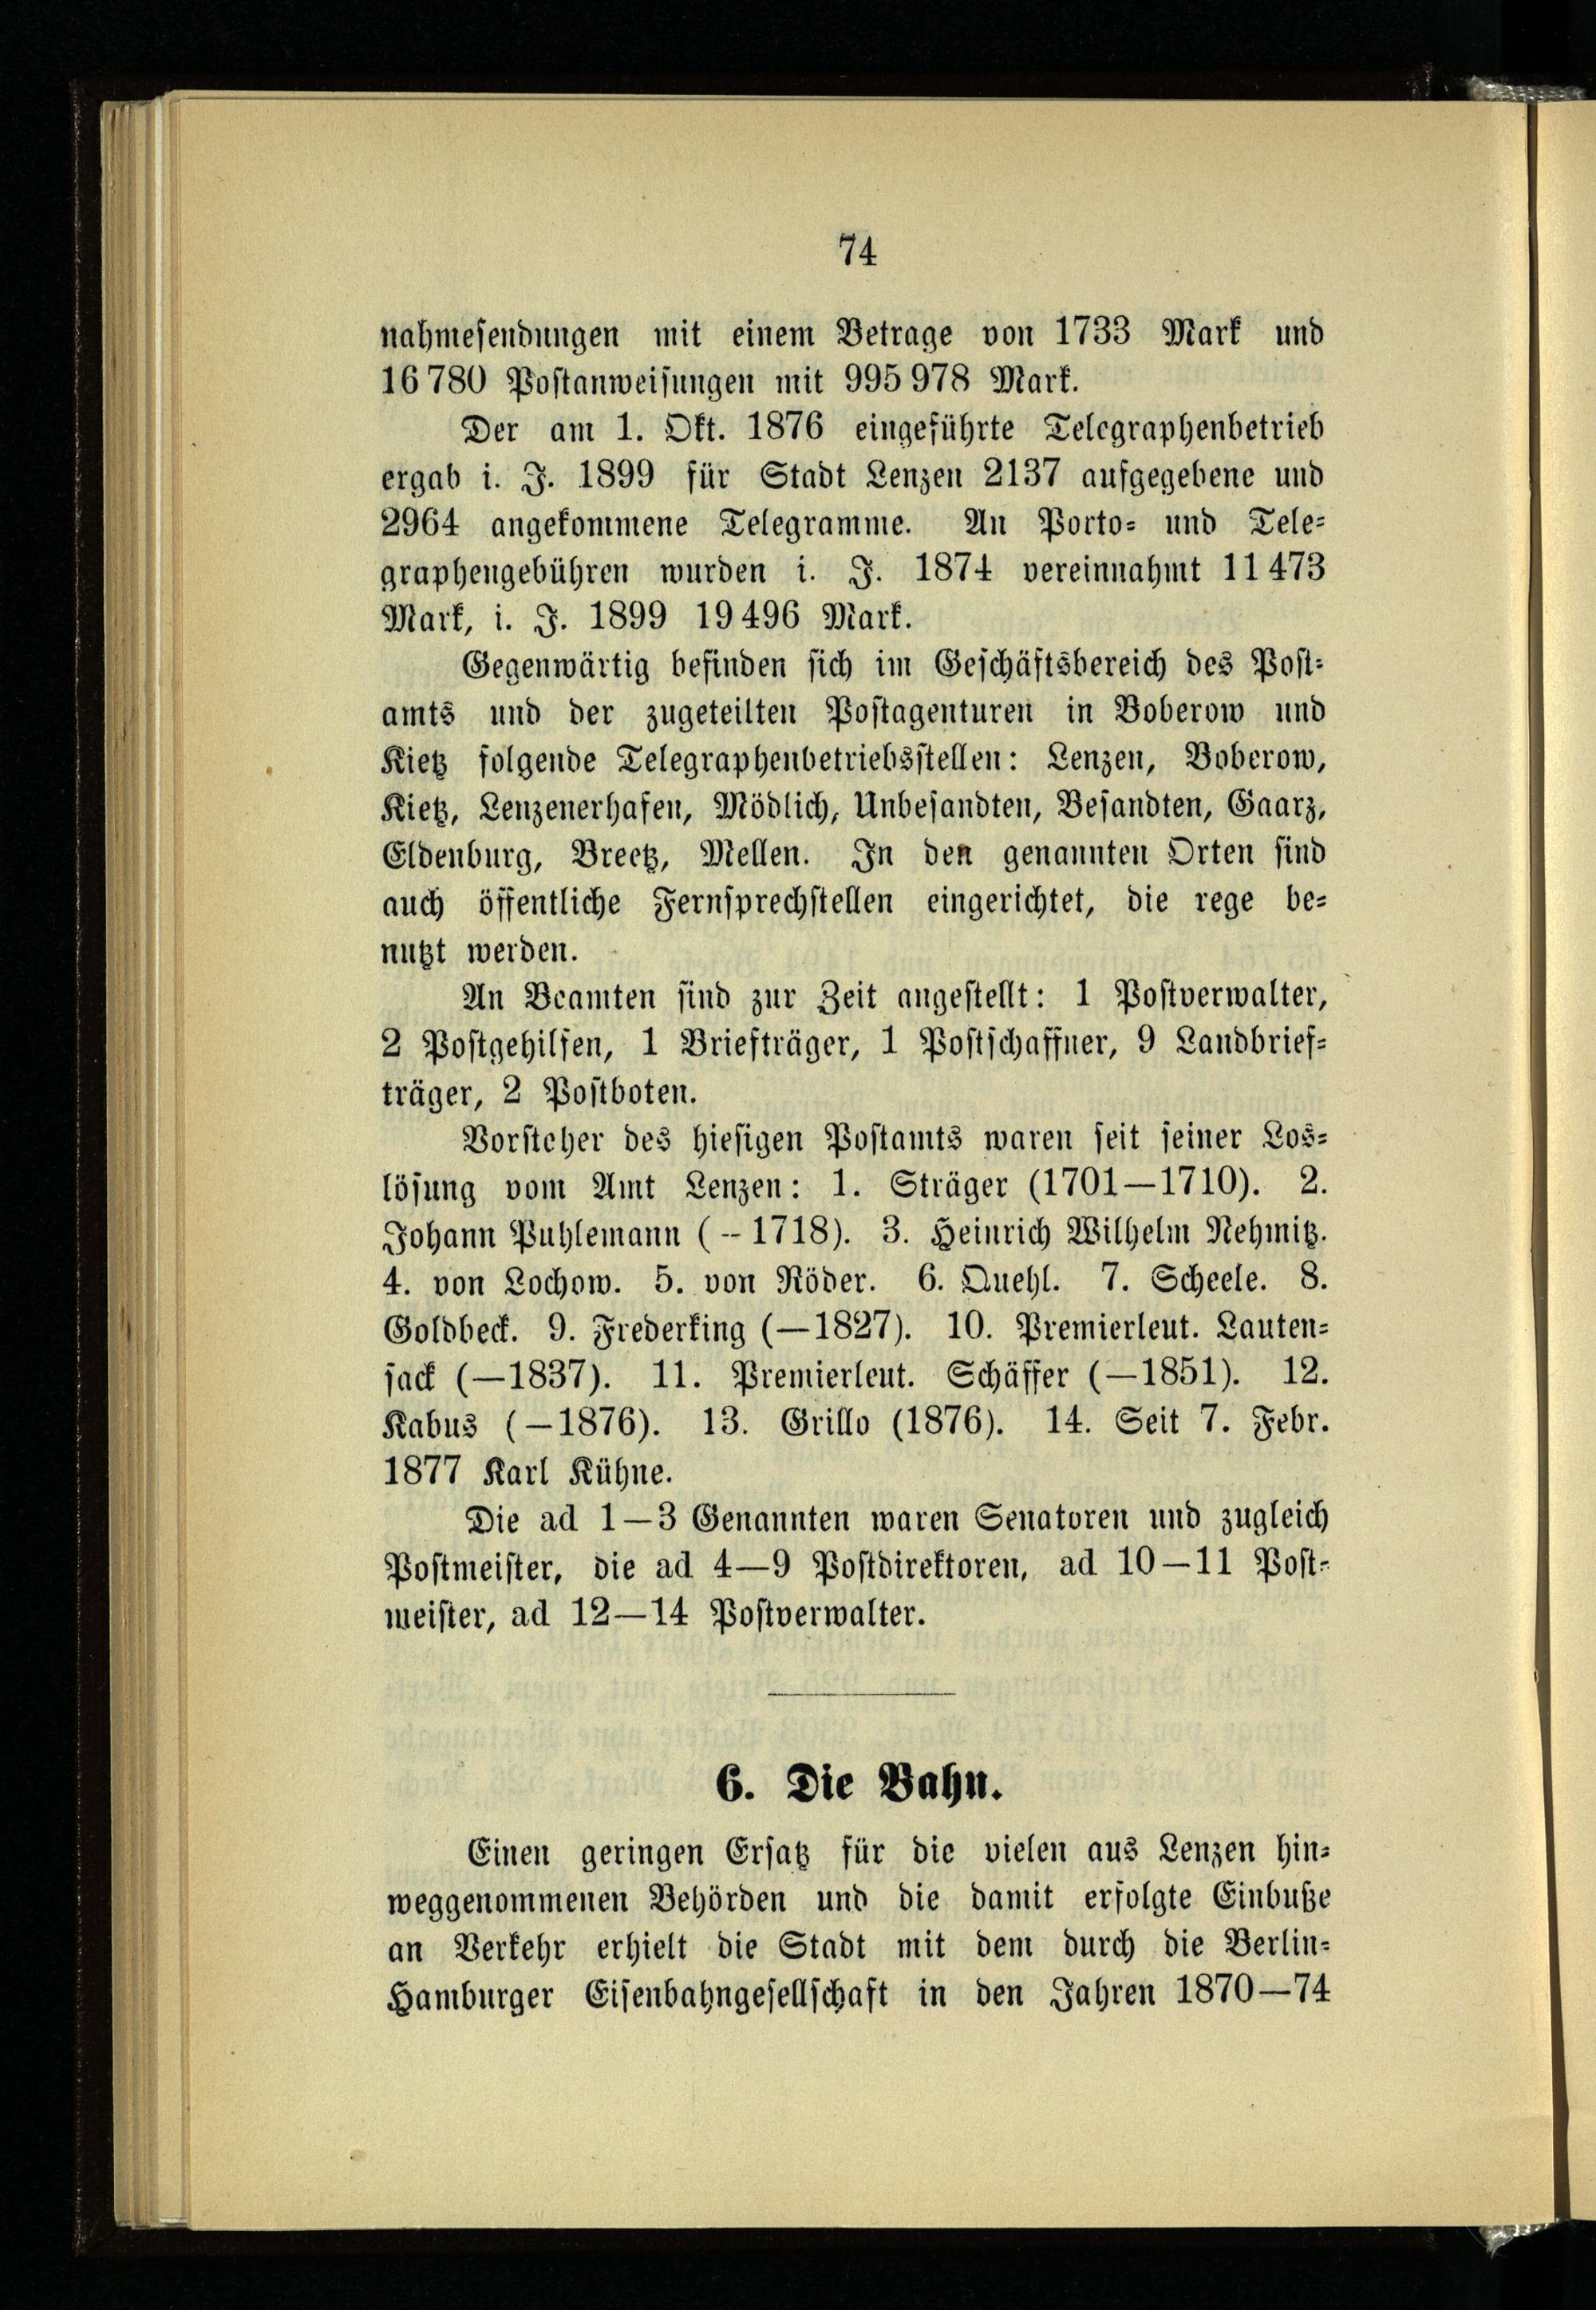 74
nahmesendungen mit einem Betrage von 1733 Mark und
16 780 Postanweisungen mit 995 978 Mark.
Der am 1. Okt. 1876 eingeführte Telegraphenbetrieb
ergab i. J. 1899 für Stadt Lenzen 2137 aufgegebene und
2964 angekommene Telegramme. An Porto- und Tele-
graphengebühren wurden i. J. 1874 vereinnahmt 11 473
Mark, i. J. 1899 19 496 Mark.
Gegenwärtig befinden sich im Geschäftsbereich des Post-
amts und der zugeteilten Postagenturen in Boberow und
Kietz folgende Telegraphenbetriebsstellen: Lenzen, Boberow,
Kietz, Lenzenerhafen, Mödlich, Unbesandten, Besandten, Gaarz,
Eldenburg, Breetz, Mellen. In den genannten Orten sind
auch öffentliche Fernsprechstellen eingerichtet, die rege be-
nutzt werden.
An Beamten sind zur Zeit angestellt: 1 Postverwalter,
2 Postgehilfen, 1 Briefträger, 1 Postschaffner, 9 Landbrief-
träger, 2 Postboten.
Vorsteher des hiesigen Postamts waren seit seiner Los-
lösung vom Amt Lenzen: 1. Sträger (1701—1710). 2.
Johann Puhlemann (—1718). 3. Heinrich Wilhelm Nehmitz.
4. von Lochow. 5. von Röder. 6. Quehl. 7. Scheele. 8.
Goldbeck. 9. Frederking (—1827). 10. Premierleut. Lauten-
sack (—1837). 11. Premierleut. Schäffer (—1851). 12.
Kabus (—1876). 13. Grillo (1876). 14. Seit 7. Febr.
1877 Karl Kühne.
Die ad 1—3 Genannten waren Senatoren und zugleich
Postmeister, die ad 4—9 Postdirektoren, ad 10—11 Post-
meister, ad 12—14 Postverwalter.
6. Die Bahn.
Einen geringen Ersatz für die vielen aus Lenzen hin-
weggenommenen Behörden und die damit erfolgte Einbuße
an Verkehr erhielt die Stadt mit dem durch die Berlin-
Hamburger Eisenbahngesellschaft in den Jahren 1870—74